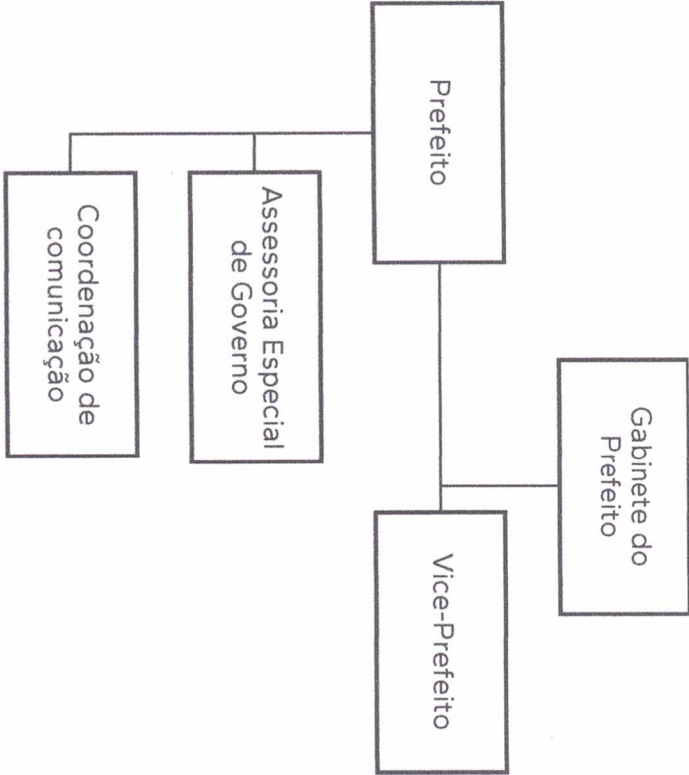 Gabinete do
Prefeito
Prefeito
Vice-Prefeito
Assessoria Especial
de Governo
Coordenação de
comunicação